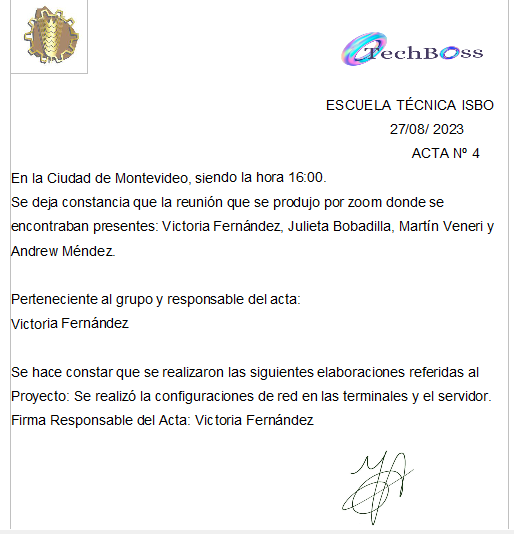 TechBoss
ESCUELA TÉCNICA ISBO
27/08/ 2023
ACTA Nº 4
En la Ciudad de Montevideo, siendo la hora 16:00.
Se deja constancia que la reunión que se produjo por zoom donde se
encontraban presentes: Victoria Fernández, Julieta Bobadilla, Martín Veneri y
Andrew Méndez.
Perteneciente al grupo y responsable del acta:
Victoria Fernández
Se hace constar que se realizaron las siguientes elaboraciones referidas al
Proyecto: Se realizó la configuraciones de red en las terminales y el servidor.
Firma Responsable del Acta: Victoria Fernández